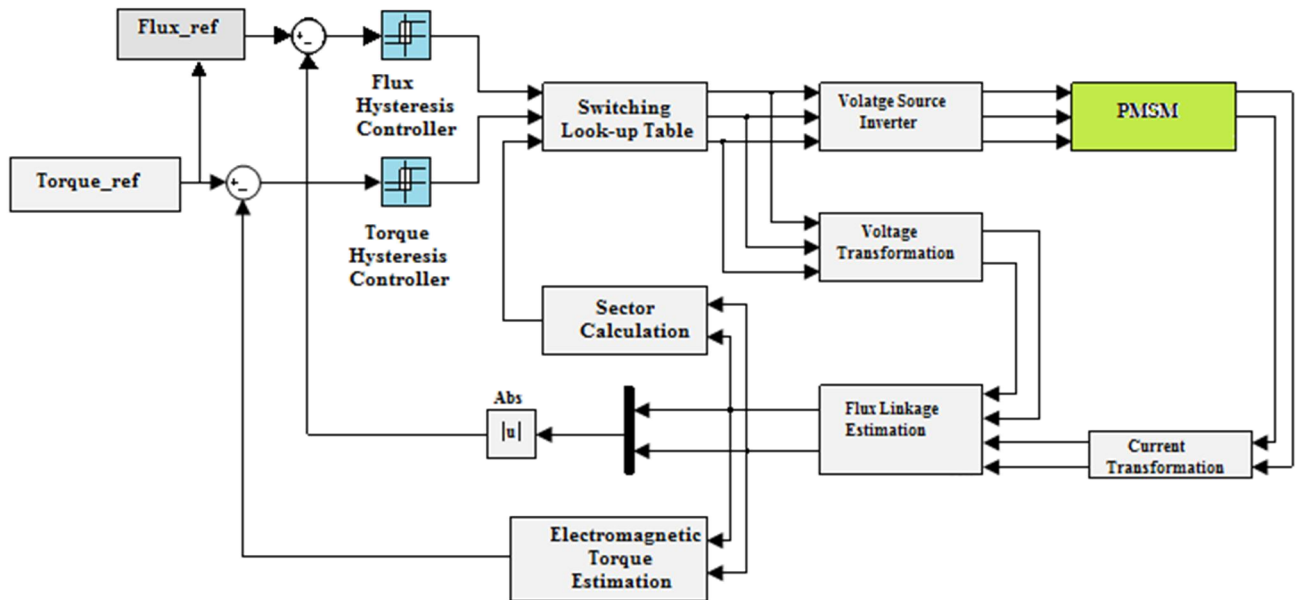 Flux_ref
+
_
Flux
Hysteresis
Controller
Torque_ref
+
_
Torque
Hysteresis
Controller
Switching
Look-up Table
Volatge Source
Inverter
PMSM
Voltage
Transformation
Sector
Calculation
Abs
|u|
Flux Linkage
Estimation
Current
Transformation
Electromagnetic
Torque
Estimation